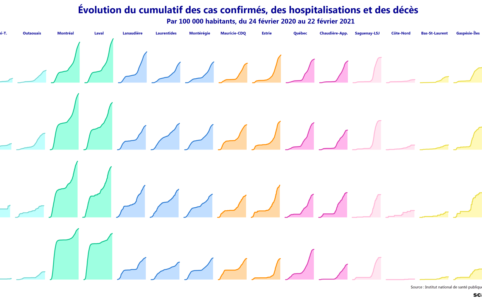 Évolution du cumulatif des cas confirmés, des hospitalisations et des décès
Par 100 000 habitants, du 24 février 2020 au 22 février 2021
Outaouais Montréal Laval Lanaudière Laurentides Montérégie Mauricie-CDQ Estrie Québec Chaudière-App. Saguenay-LSJ Côte-Nord Bas-St-Laurent Gaspésie-Îles
Source : Institut national de santé publique